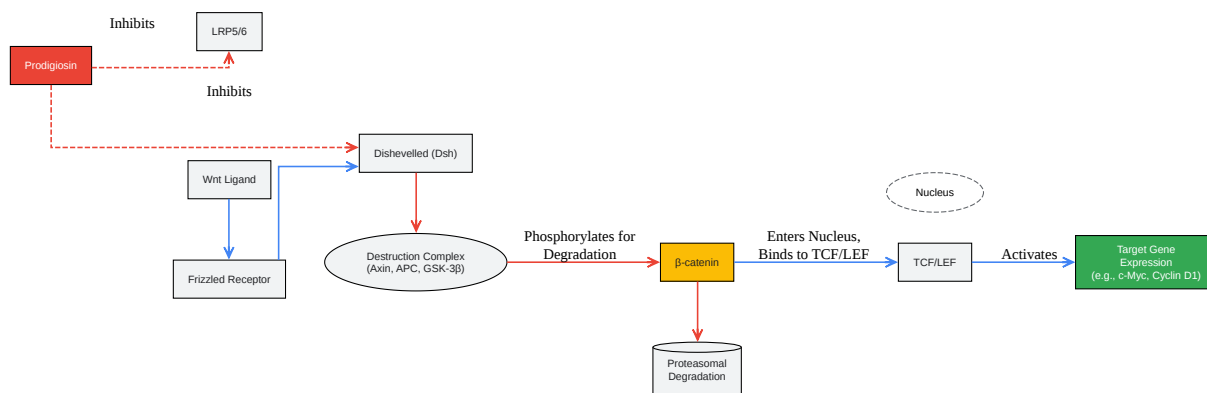 Inhibits
LRP5/6
Prodigiosin
Inhibits
Dishevelled (Dsh)
Wnt Ligand
Nucleus
Frizzled Receptor
Destruction Complex
(Axin, APC, GSK-3β)
Phosphorylates for
Degradation
β-catenin
Enters Nucleus,
Binds to TCF/LEF
TCF/LEF
Activates
Target Gene
Expression
(e.g., c-Myc, Cyclin D1)
Proteasomal
Degradation